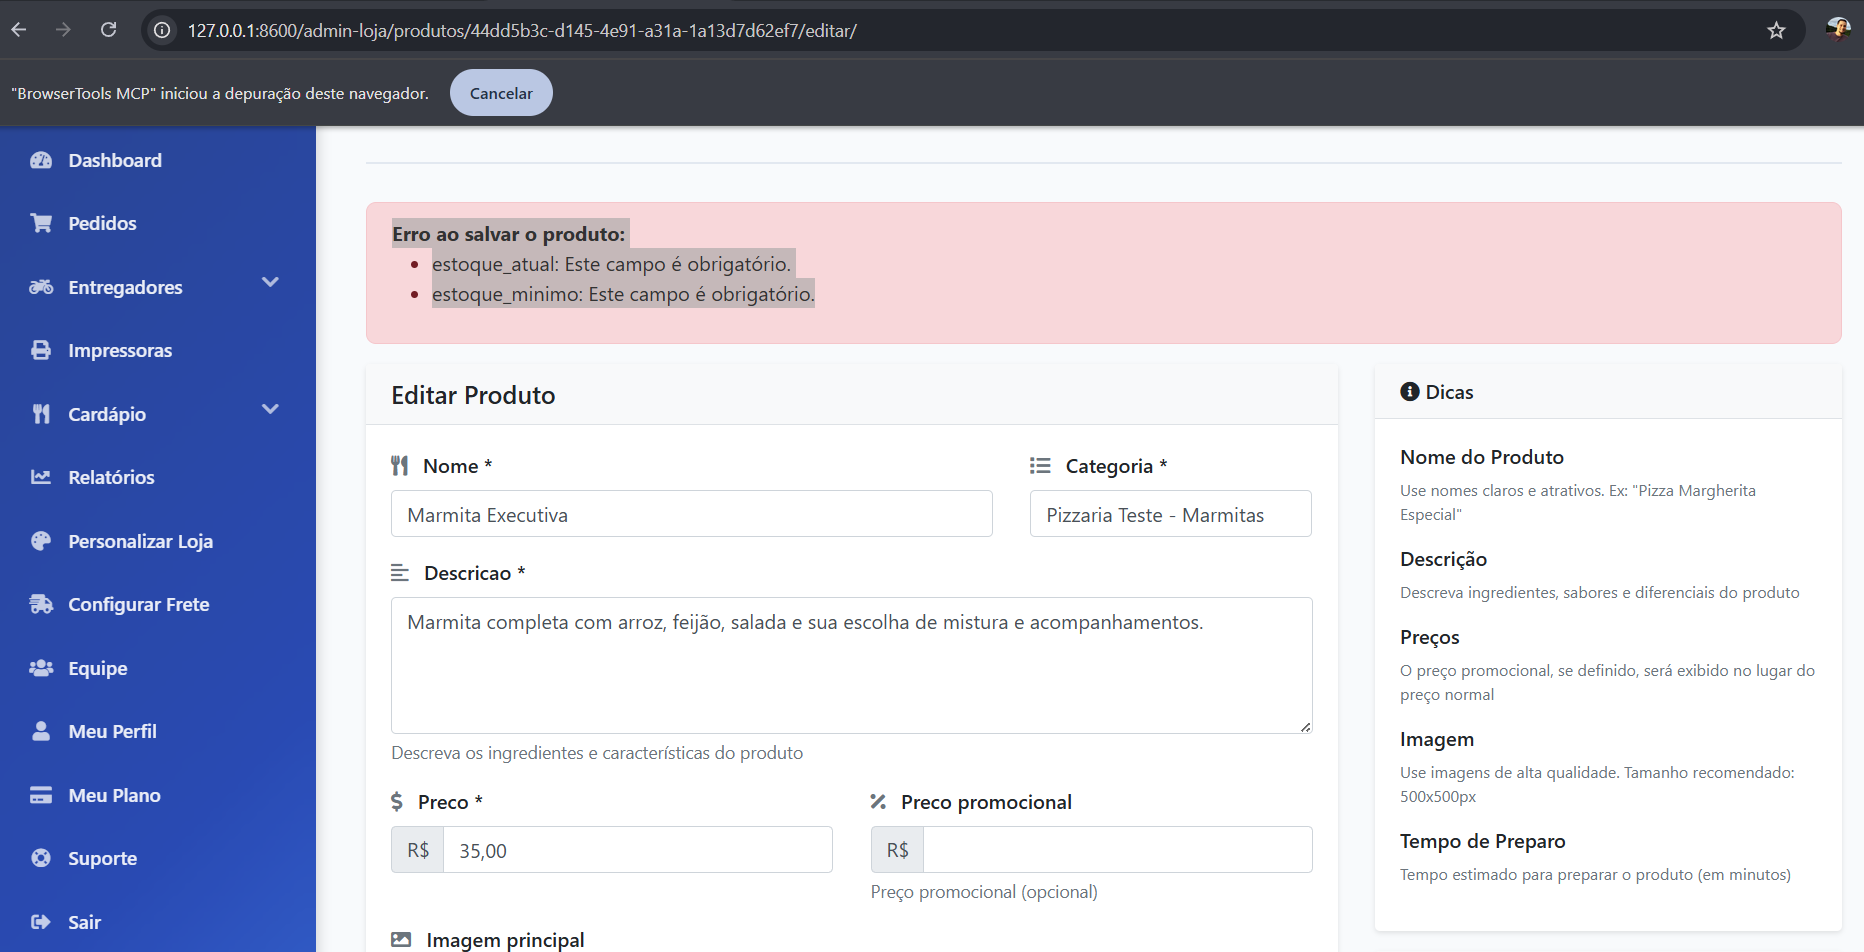 127.0.0.1:8600/admin-loja/produtos/44dd5b3c-d145-4e91-a31a-1a13d7d62ef7/editar/
"BrowserTools MCP" iniciou a depuração deste navegador.
Cancelar
Dashboard
Pedidos
Entregadores
Impressoras
Cardápio
Relatórios
Personalizar Loja
Configurar Frete
Equipe
Meu Perfil
Meu Plano
Suporte
Sair
Erro ao salvar o produto:
estoque_atual: Este campo é obrigatório.
estoque_minimo: Este campo é obrigatório.
Editar Produto
Nome *
Categoria *
Marmita Executiva
Pizzaria Teste - Marmitas
Descricao *
Marmita completa com arroz, feijão, salada e sua escolha de mistura e acompanhamentos.
Descreva os ingredientes e características do produto
Preco *
Preco promocional
R$ 35,00
R$
Preço promocional (opcional)
Imagem principal
Dicas
Nome do Produto
Use nomes claros e atrativos. Ex: "Pizza Margherita
Especial"
Descrição
Descreva ingredientes, sabores e diferenciais do produto
Preços
O preço promocional, se definido, será exibido no lugar do
preço normal
Imagem
Use imagens de alta qualidade. Tamanho recomendado:
500x500px
Tempo de Preparo
Tempo estimado para preparar o produto (em minutos)